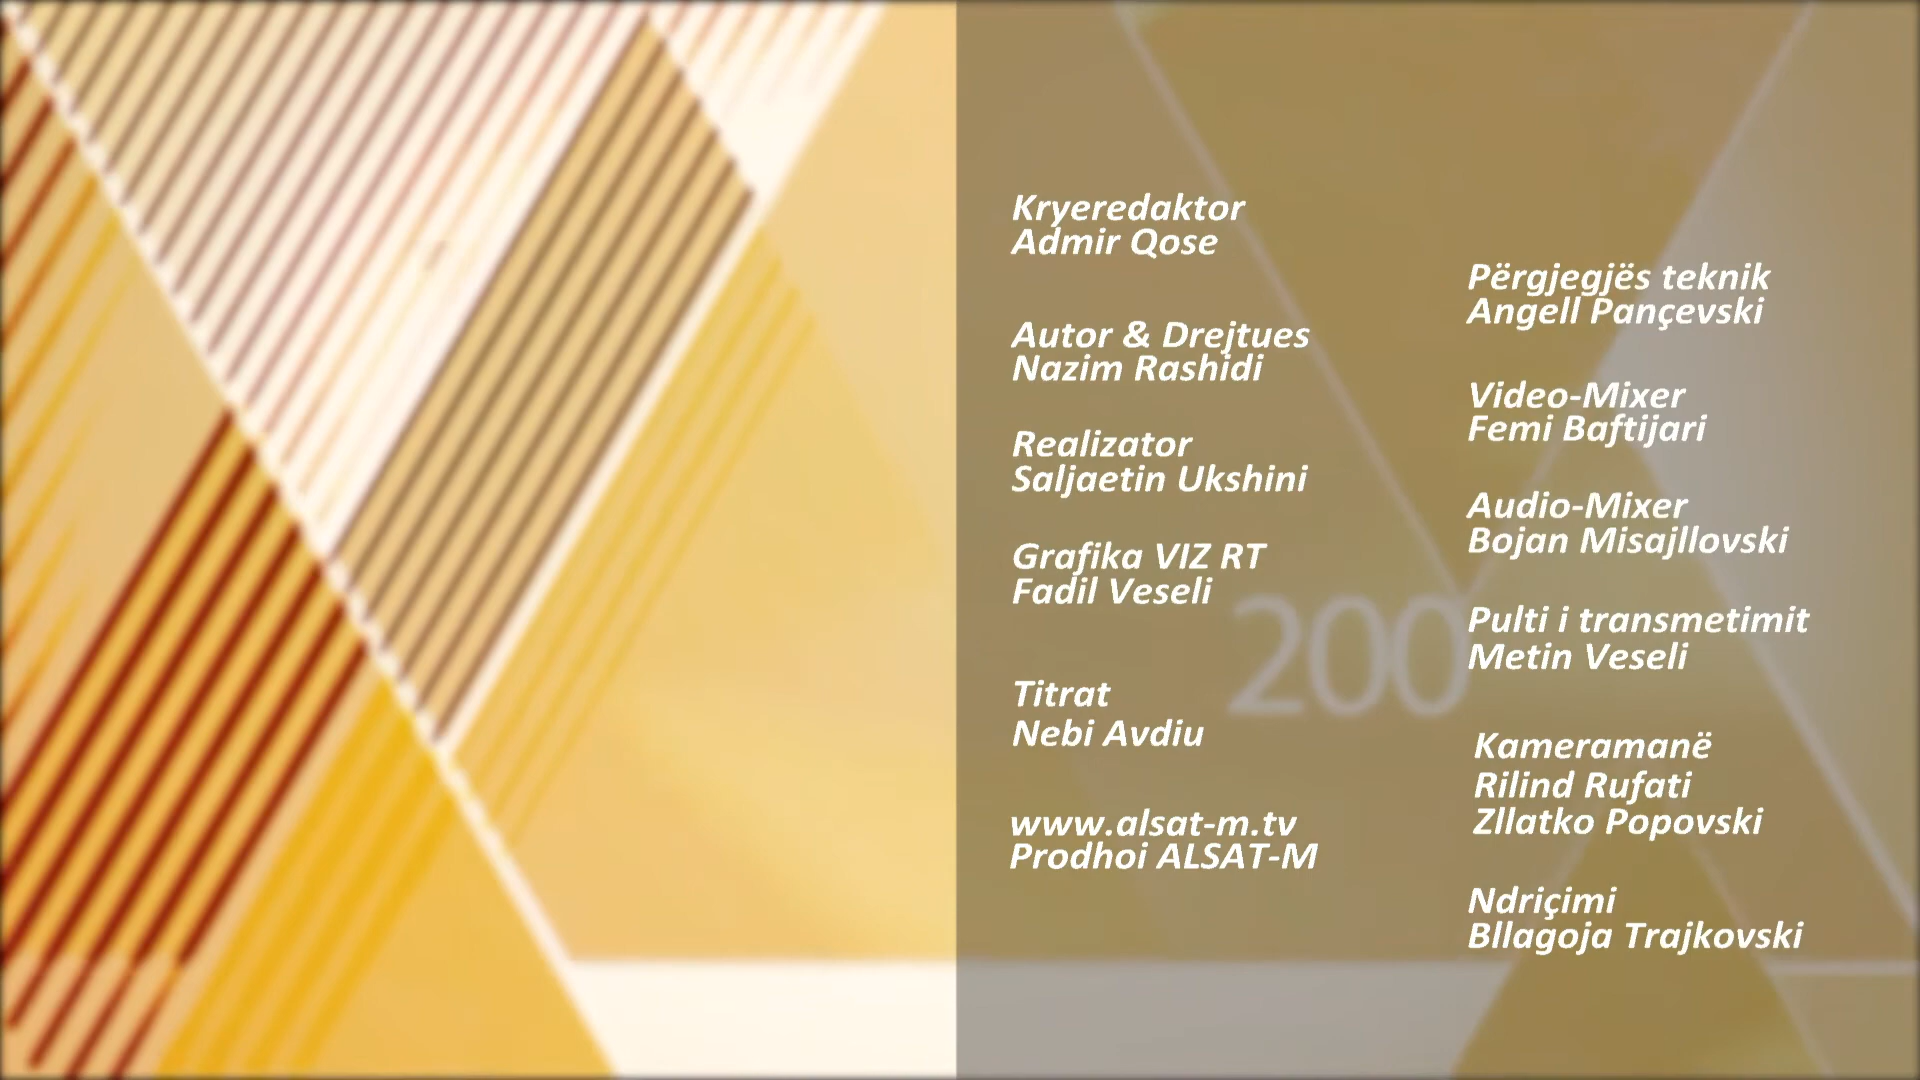 Kryeredaktor
Admir Qose
Autor & Drejtues
Nazim Rashidi
Realizator
Saljaetin Ukshini
Grafika VIZ RT
Fadil Veseli
Titrat
Nebi Avdiu
www.alsat-m.tv
Prodhoi ALSAT-M
Përgjegjës teknik
Angell Pançevski
Video-Mixer
Femi Baftijari
Audio-Mixer
Bojan Misajllovski
Pulti i transmetimit
Metin Veseli
Kameramanë
Rilind Rufati
Zllatko Popovski
Ndriçimi
Bllagoja Trajkovski
200